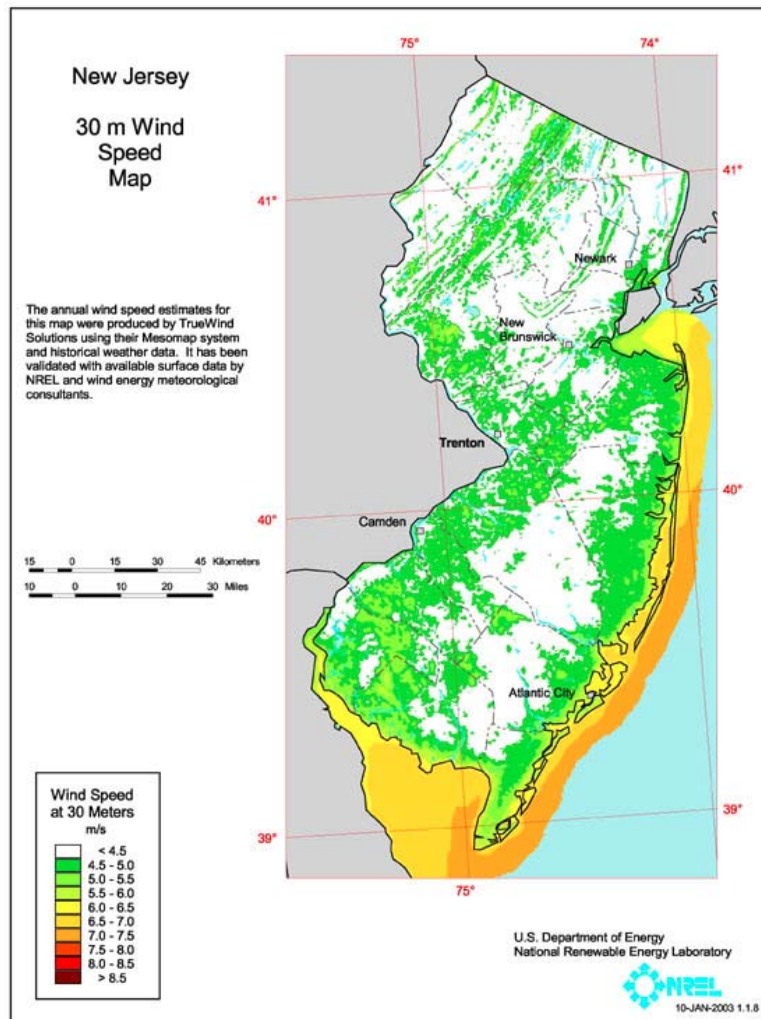 New Jersey
30 m Wind
Speed
Map
The annual wind speed estimates for
this map were produced by TrueWind
Solutions using their Mesomap system
and historical weather data. It has been
validated with available surface data by
NREL and wind energy meteorological
consultants.
75°
74°
41°
41°
Newark
New
Brunswick
Trenton
40°
40°
Camden
15 0 15 30 45 Kilometers
10 0 10 20 30 Miles
Atlantic City
39°
39°
75°
Wind Speed
at 30 Meters
m/s
< 4.5
4.5 - 5.0
5.0 - 5.5
5.5 - 6.0
6.0 - 6.5
6.5 - 7.0
7.0 - 7.5
7.5 - 8.0
8.0 - 8.5
> 8.5
U.S. Department of Energy
National Renewable Energy Laboratory
NREL
10-JAN-2003 1.1.8